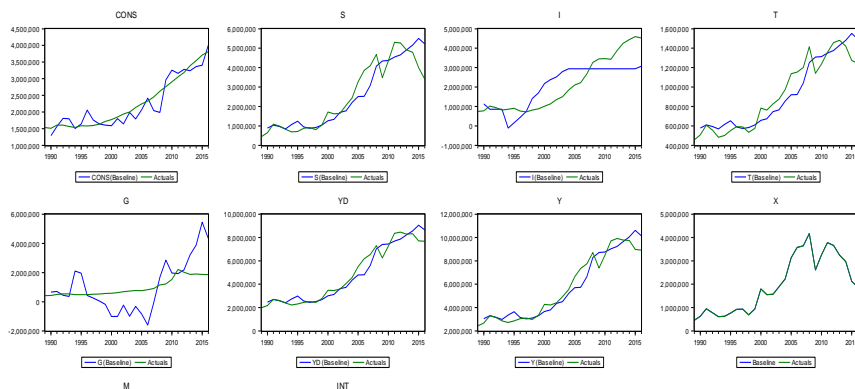 CONS
4,500,000
4,000,000
3,500,000
3,000,000
2,500,000
2,000,000
1,500,000
1,000,000
1990 1995 2000 2005 2010 2015
CONS (Baseline) Actuals
S
6,000,000
5,000,000
4,000,000
3,000,000
2,000,000
1,000,000
0
1990 1995 2000 2005 2010 2015
S (Baseline) Actuals
I
5,000,000
4,000,000
3,000,000
2,000,000
1,000,000
0
-1,000,000
1990 1995 2000 2005 2010 2015
I (Baseline) Actuals
T
1,600,000
1,400,000
1,200,000
1,000,000
800,000
600,000
400,000
1990 1995 2000 2005 2010 2015
T (Baseline) Actuals
G
6,000,000
4,000,000
2,000,000
0
-2,000,000
1990 1995 2000 2005 2010 2015
G (Baseline) Actuals
YD
10,000,000
8,000,000
6,000,000
4,000,000
2,000,000
0
1990 1995 2000 2005 2010 2015
YD (Baseline) Actuals
Y
12,000,000
10,000,000
8,000,000
6,000,000
4,000,000
2,000,000
1990 1995 2000 2005 2010 2015
Y (Baseline) Actuals
X
5,000,000
4,000,000
3,000,000
2,000,000
1,000,000
0
1990 1995 2000 2005 2010 2015
Baseline Actuals
M
INT